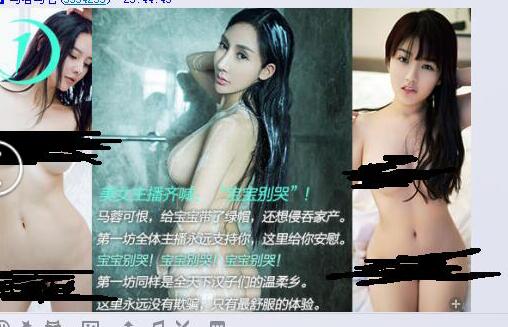 美女主播齐喊，“宝宝别哭”！
马蓉可恨，给宝宝带了绿帽，还想侵吞家产。
第一坊全体主播永远支持你，这里给你安慰。
宝宝别哭！宝宝别哭！宝宝别哭！
第一坊同样是全天下汉子们的温柔乡。
这里永远没有欺骗，只有最舒服的体验。